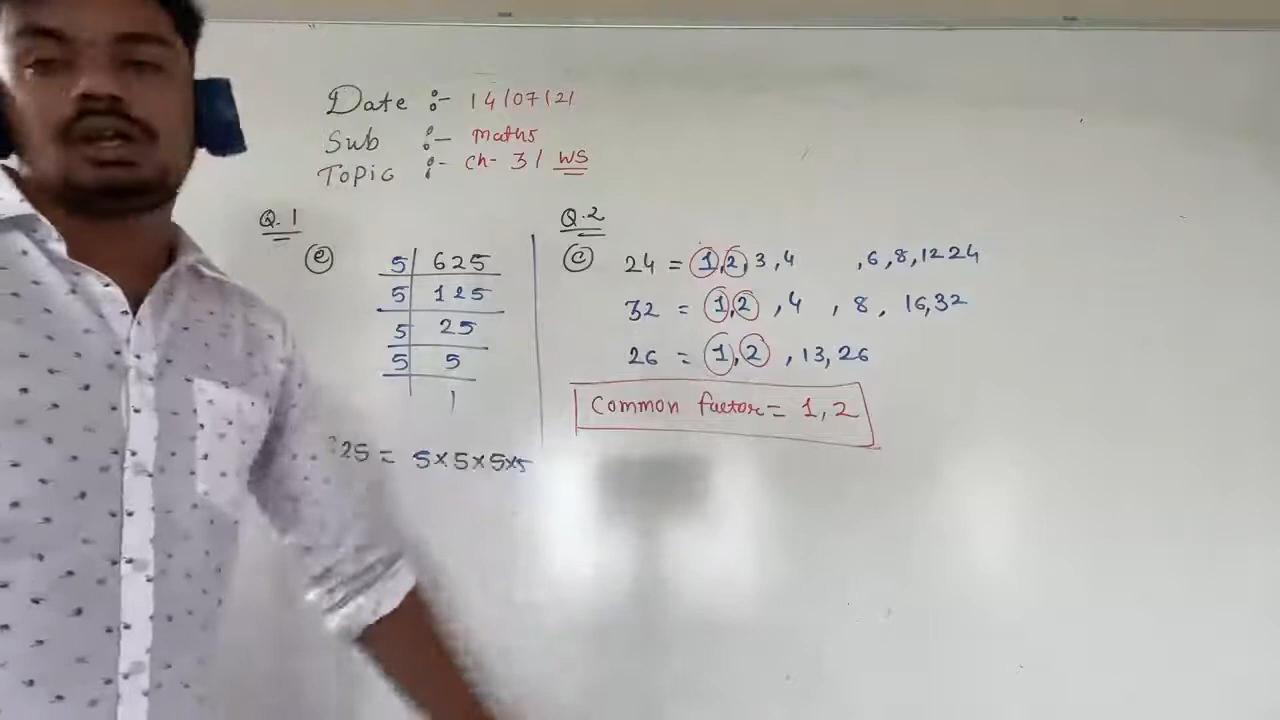 Date :- 14/07/21
Sub :- maths
Topic :- ch- 3/ WS
Q.1
e
5 | 625
5 | 125
5 | 25
5 | 5
1
25 = 5×5×5×5
Q.2
c
24 = 1,2,3,4 ,6,8,12 24
32 = 1,2 ,4 , 8, 16,32
26 = 1,2 ,13,26
Common factor = 1,2